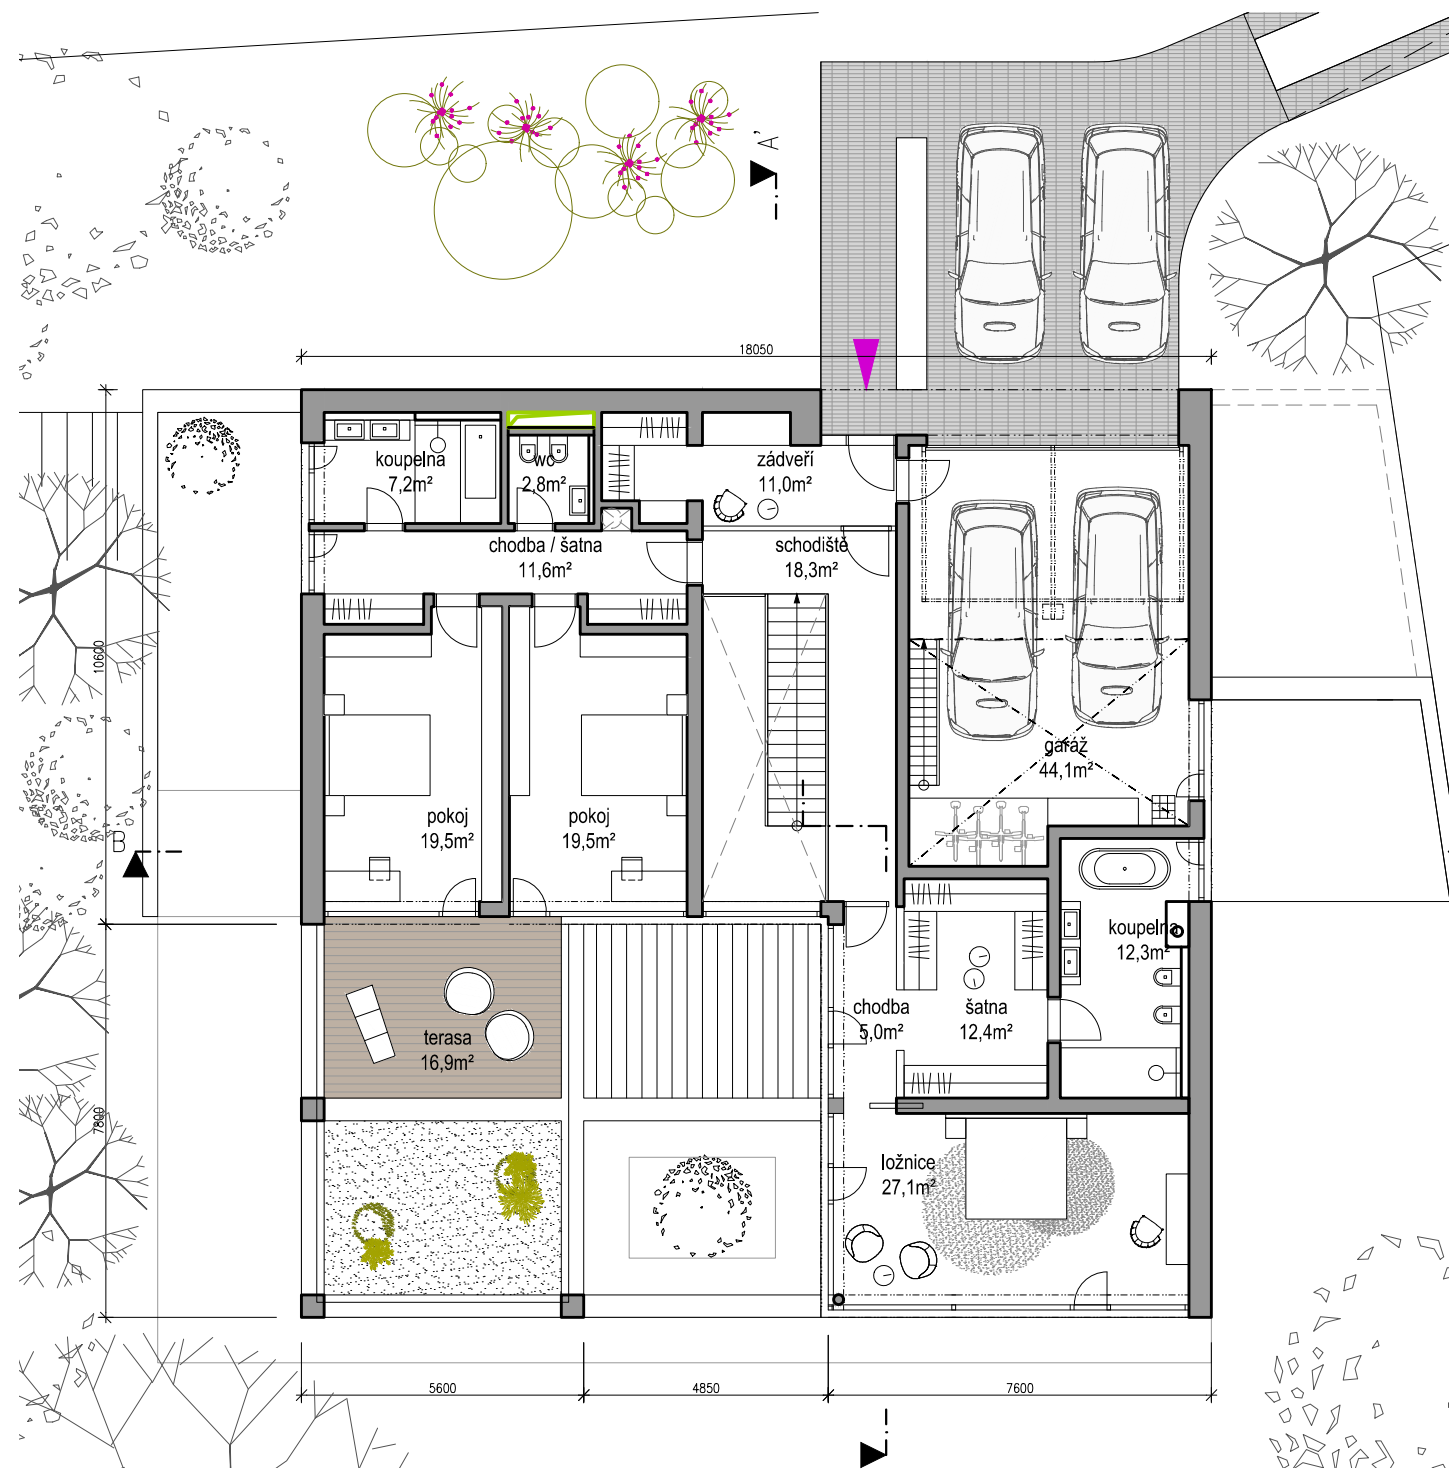 A'
18050
koupelna
7,2m²
wc
2,8m²
zádveří
11,0m²
chodba / šatna
11,6m²
schodiště
18,3m²
10600
garáž
44,1m²
pokoj
19,5m²
pokoj
19,5m²
B
koupelna
12,3m²
chodba
5,0m²
šatna
12,4m²
terasa
16,9m²
7800
ložnice
27,1m²
5600
4850
7600